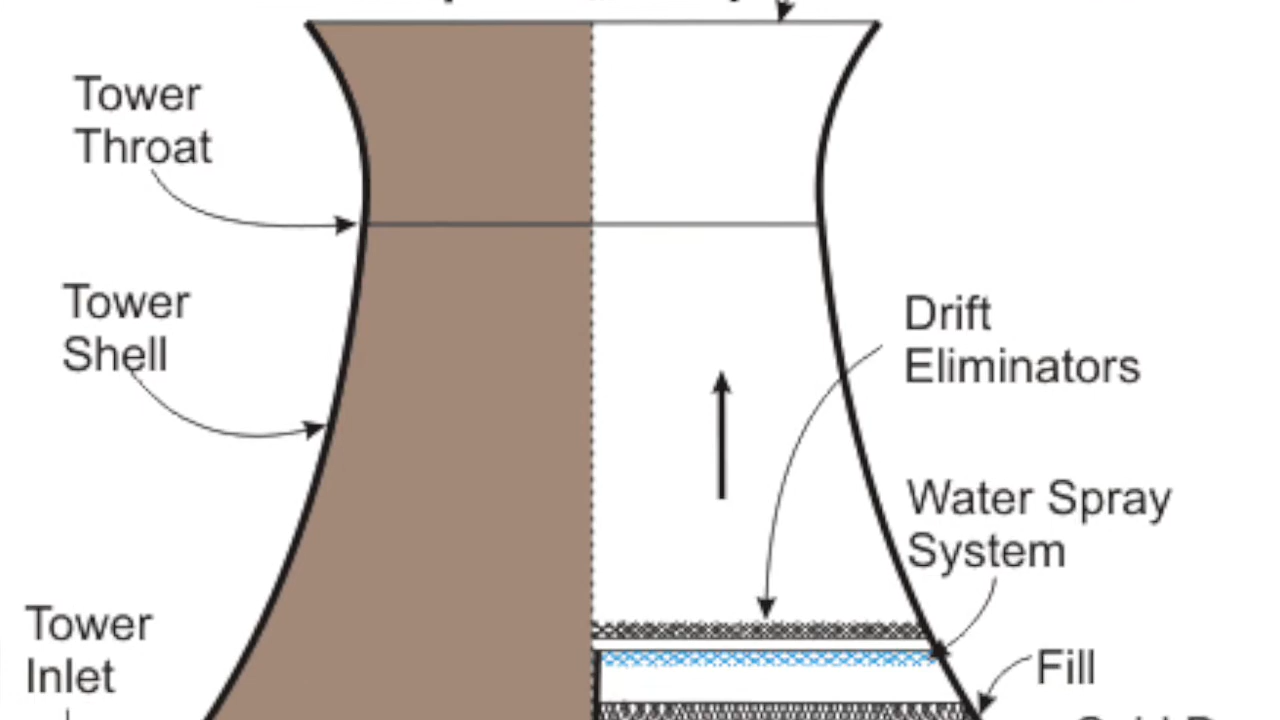 Tower
Throat
Tower
Shell
Drift
Eliminators
Water Spray
System
Tower
Inlet
Fill